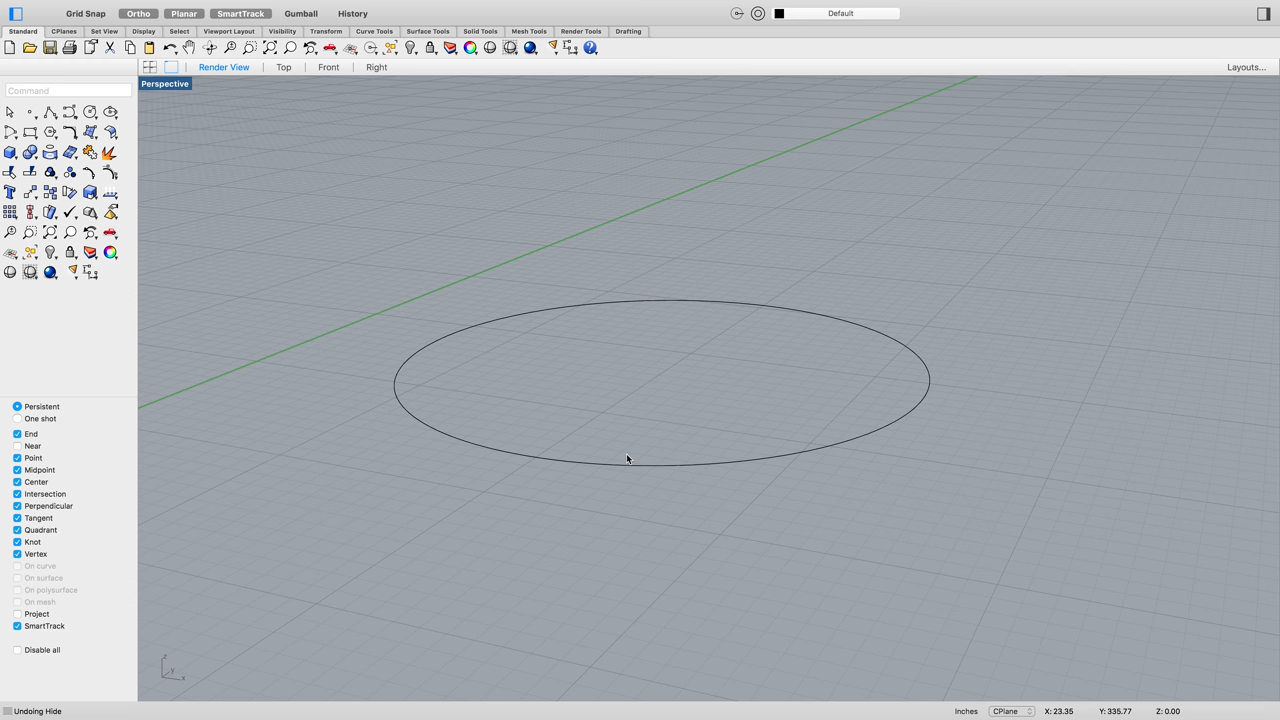 Grid Snap Ortho Planar SmartTrack Gumball History Default
Standard CPlanes Set View Display Select Viewport Layout Visibility Transform Curve Tools Surface Tools Solid Tools Mesh Tools Render Tools Drafting
Render View Top Front Right Layouts...
Perspective
Command
Persistent
One shot
End
Near
Point
Midpoint
Center
Intersection
Perpendicular
Tangent
Quadrant
Knot
Vertex
On curve
On surface
On polysurface
On mesh
Project
SmartTrack
Disable all
z
y
x
Undoing Hide Inches CPlane X: 23.35 Y: 335.77 Z: 0.00